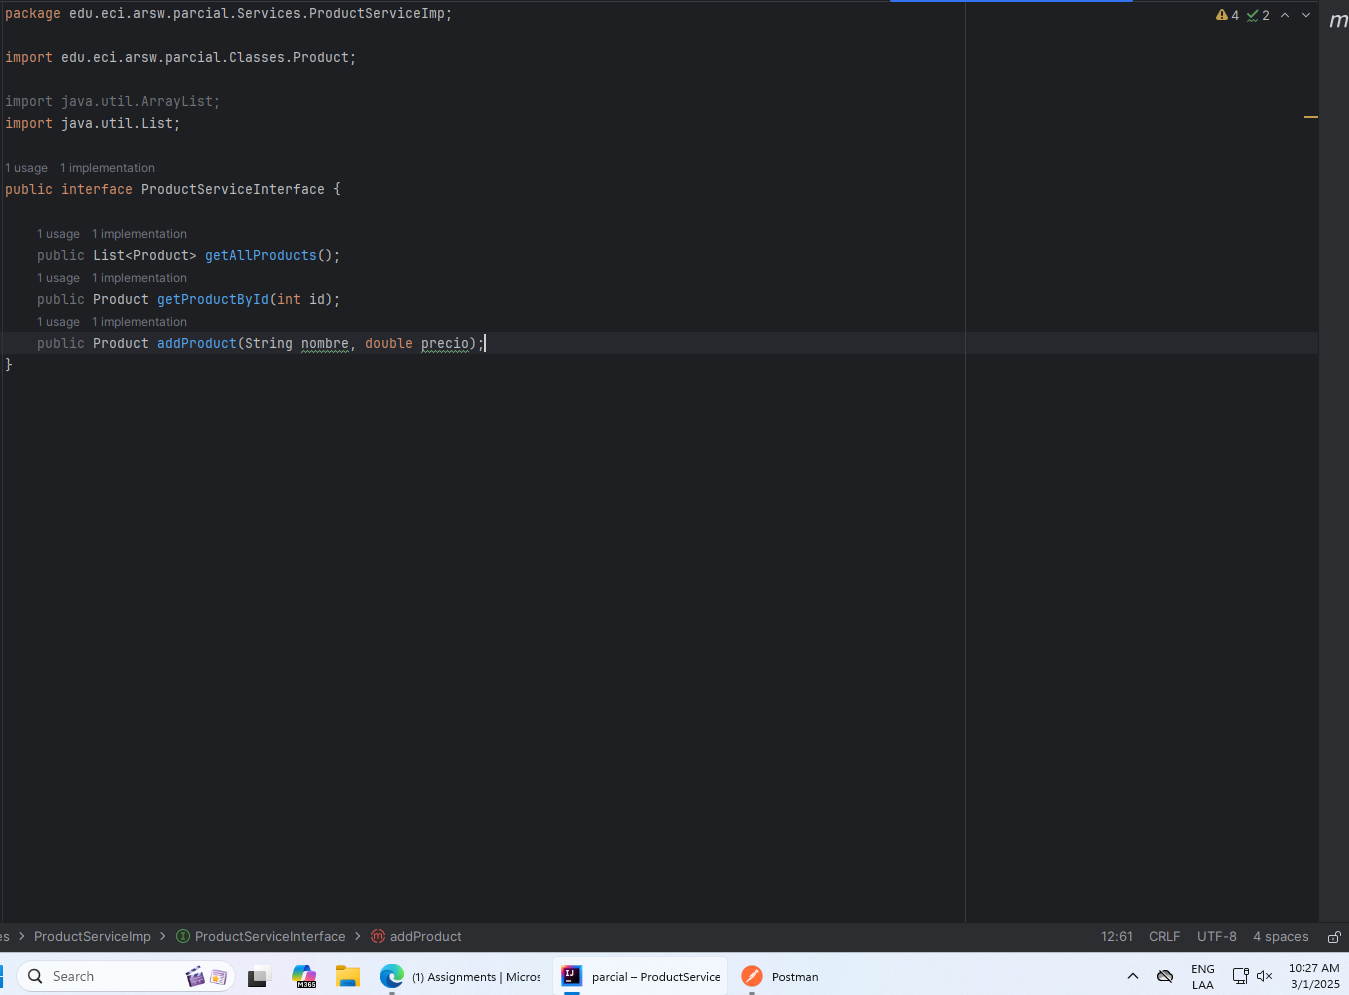 package edu.eci.arsw.parcial.Services.ProductServiceImp;
4 2
m
import edu.eci.arsw.parcial.Classes.Product;
import java.util.ArrayList;
import java.util.List;
1 usage 1 implementation
public interface ProductServiceInterface {
1 usage 1 implementation
public List<Product> getAllProducts();
1 usage 1 implementation
public Product getProductById(int id);
1 usage 1 implementation
public Product addProduct(String nombre, double precio);
}
es > ProductServiceImp > ProductServiceInterface > addProduct 12:61 CRLF UTF-8 4 spaces
Search M365 (1) Assignments | Micros IJ parcial – ProductService Postman ENG 10:27 AM
LAA 3/1/2025